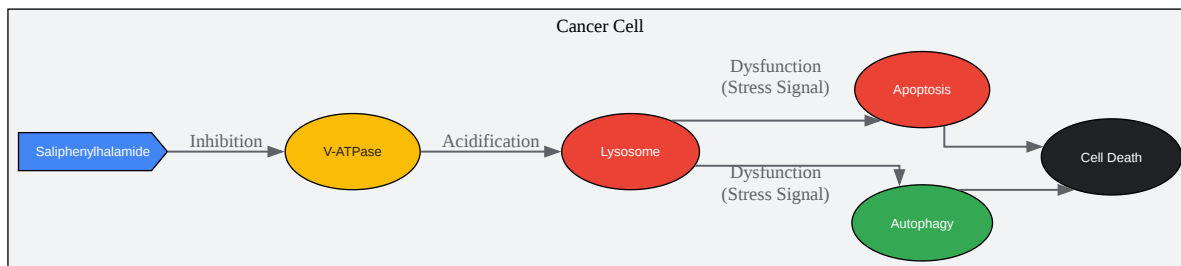 Cancer Cell
Saliphenylhalamide
Inhibition
V-ATPase
Acidification
Lysosome
Dysfunction
(Stress Signal)
Apoptosis
Dysfunction
(Stress Signal)
Autophagy
Cell Death